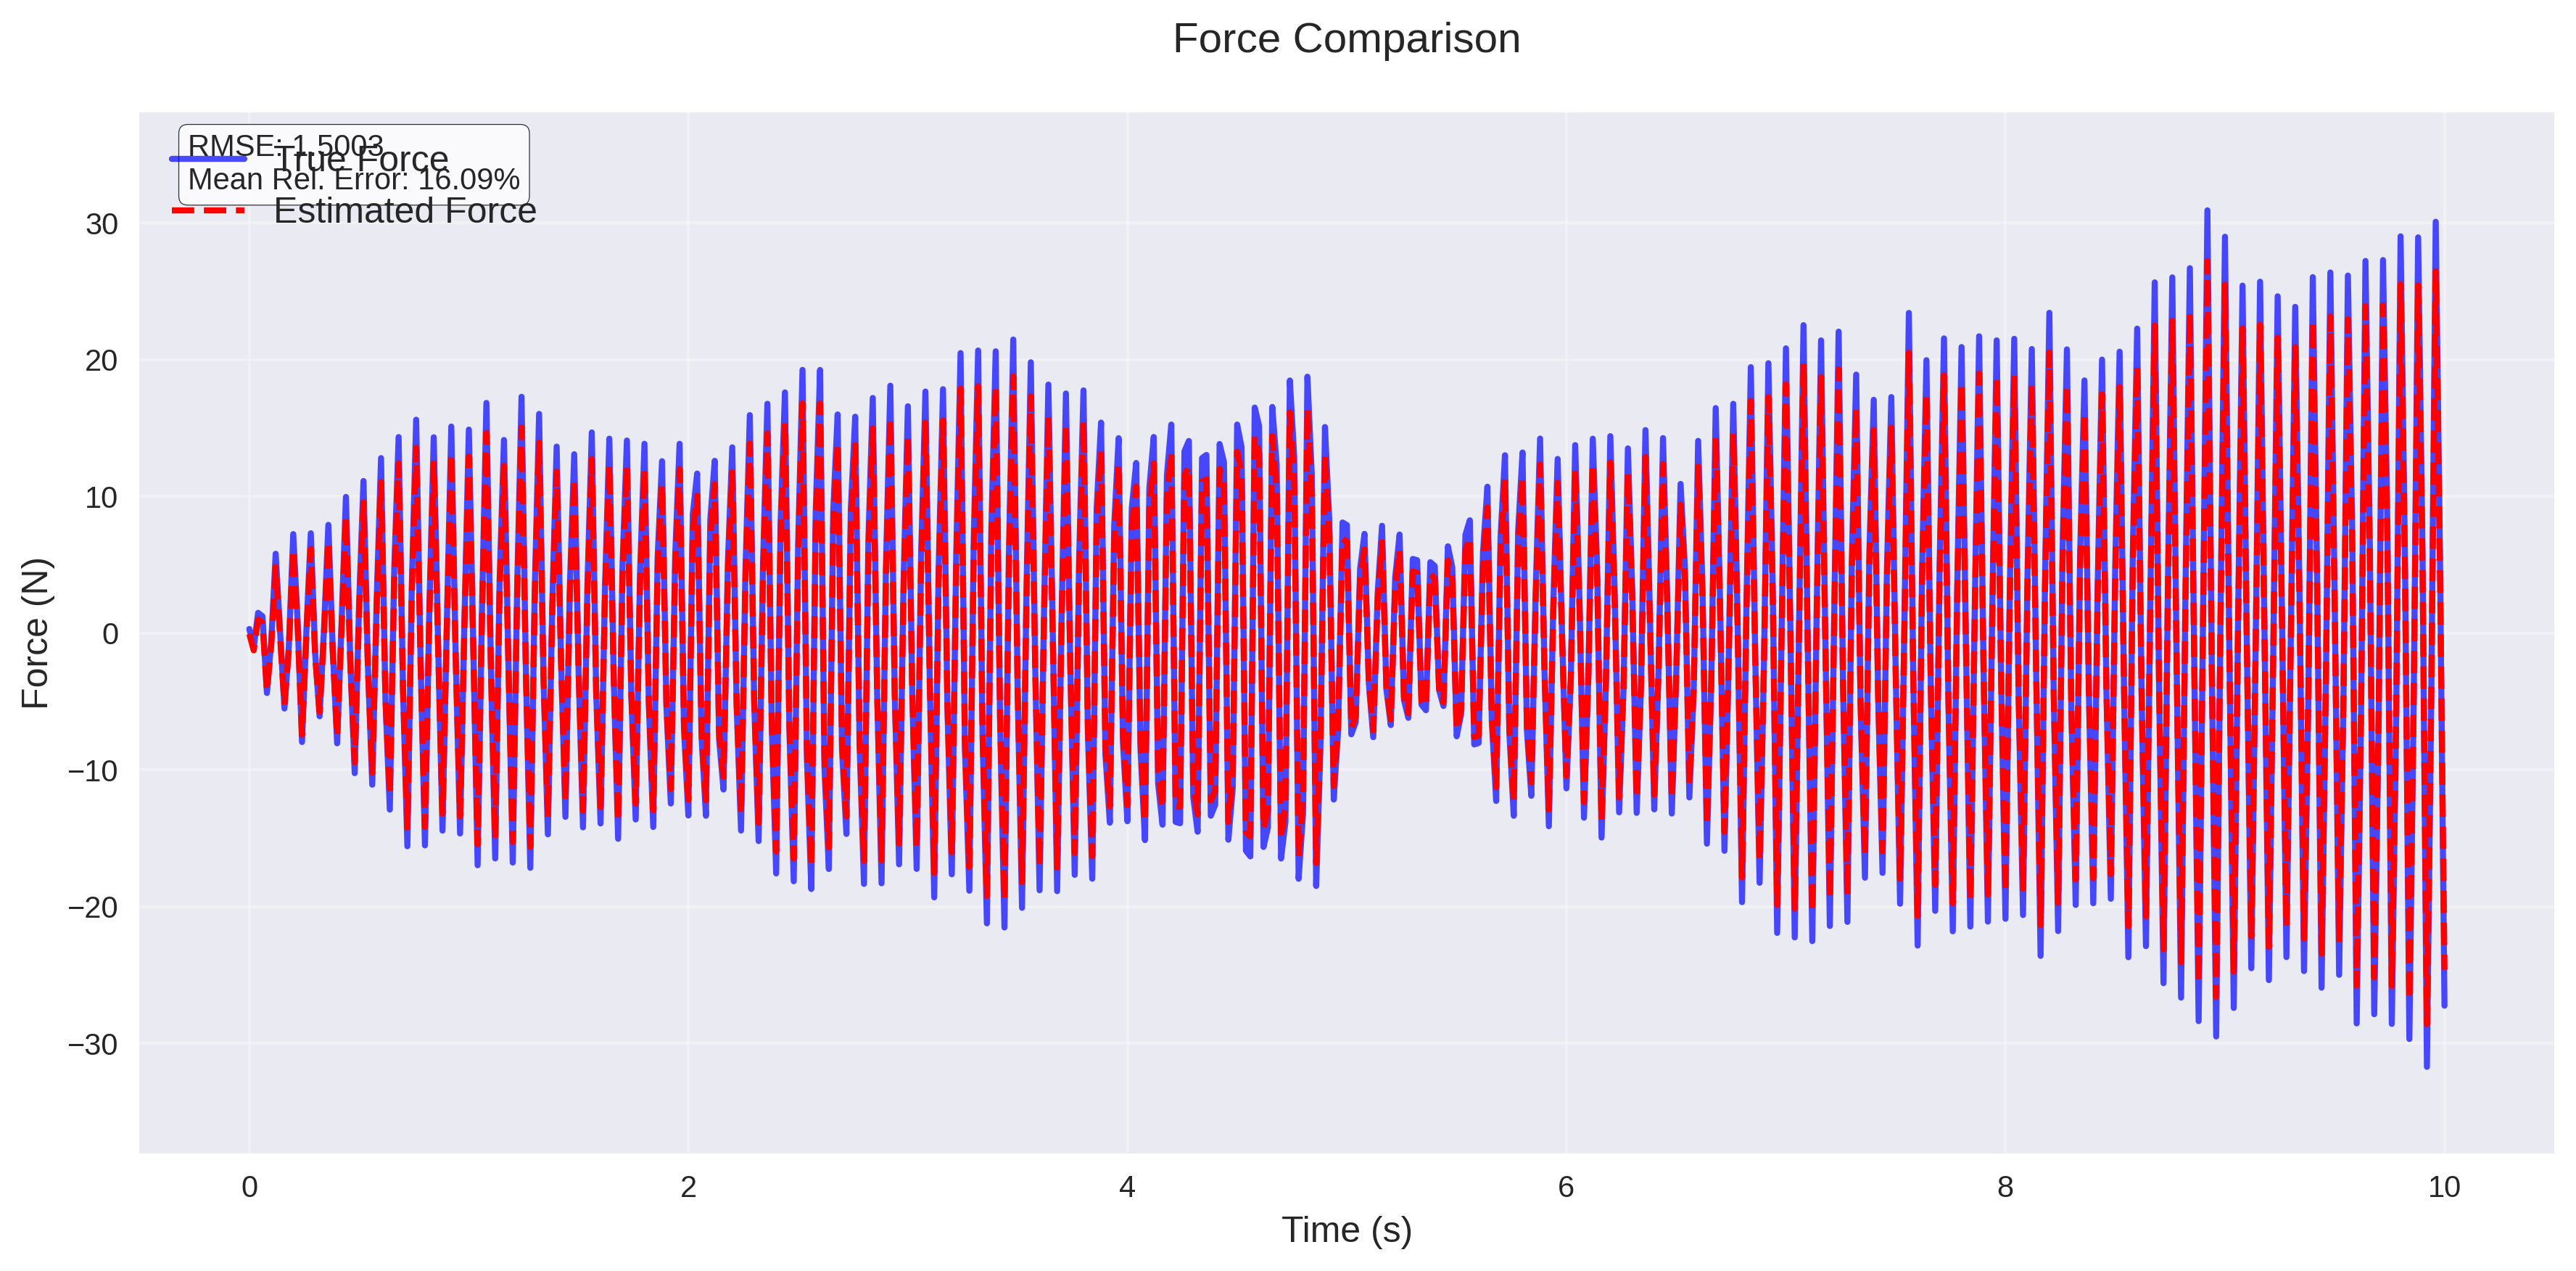 Force Comparison
RMSE: 1.5003
True Force
Mean Rel. Error: 16.09%
Estimated Force
30
20
10
0
−10
−20
−30
Force (N)
0 2 4 6 8 10
Time (s)